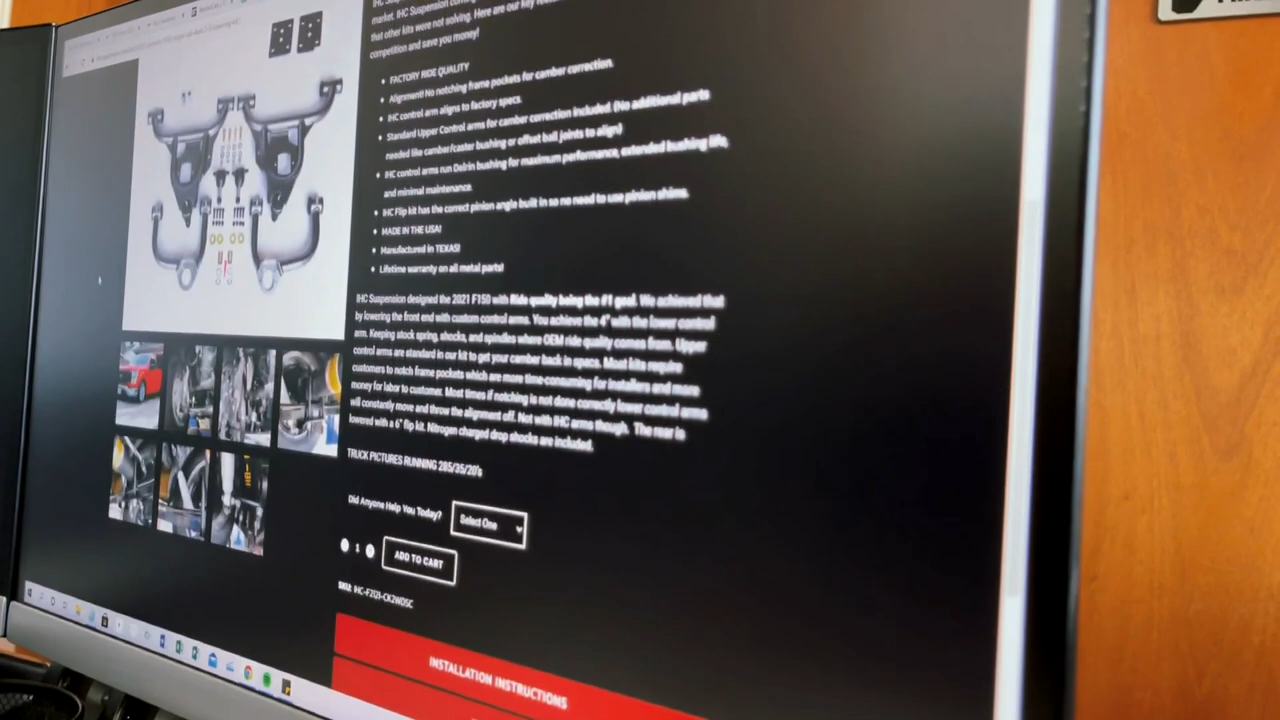 market. IHC Suspension
that other kits were not solving. Here are our key
competition and save you money!
FACTORY RIDE QUALITY
Alignment! No notching frame pockets for camber correction.
IHC control arm aligns to factory specs.
Standard Upper Control arms for camber correction included. (No additional parts
needed like camber/caster bushing or offset ball joints to align)
IHC control arms run Delrin bushing for maximum performance, extended bushing life,
and minimal maintenance.
IHC Flip kit has the correct pinion angle built in so no need to use pinion shims.
MADE IN THE USA!
Manufactured in TEXAS!
Lifetime warranty on all metal parts!
IHC Suspension designed the 2021 F150 with Ride quality being the #1 goal. We achieved that
by lowering the front end with custom control arms. You achieve the 4" with the lower control
arm. Keeping stock spring, shocks, and spindles where OEM ride quality comes from. Upper
control arms are standard in our kit to get your camber back in specs. Most kits require
customers to notch frame pockets which are more time-consuming for installers and more
money for labor to customer. Most times if notching is not done correctly lower control arms
will constantly move and throw the alignment off. Not with IHC arms though. The rear is
lowered with a 6" flip kit. Nitrogen charged drop shocks are included.
TRUCK PICTURES RUNNING 285/35/20's
Did Anyone Help You Today?
Select One
1
ADD TO CART
SKU: IHC-F2121-CK2WDSC
INSTALLATION INSTRUCTIONS